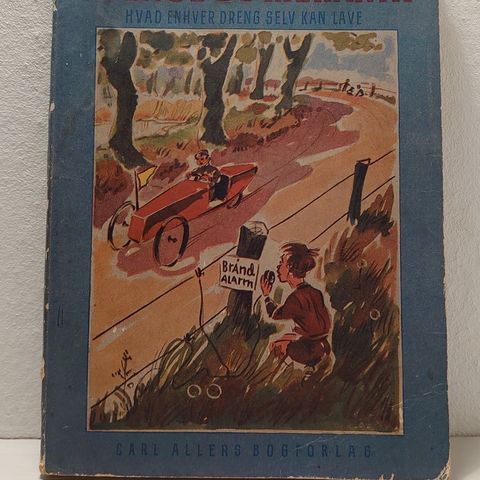 HVAD ENHVER DRENG SELV KAN LAVE
Brand
ALArm
CARL ALLERS BOGFORLAG